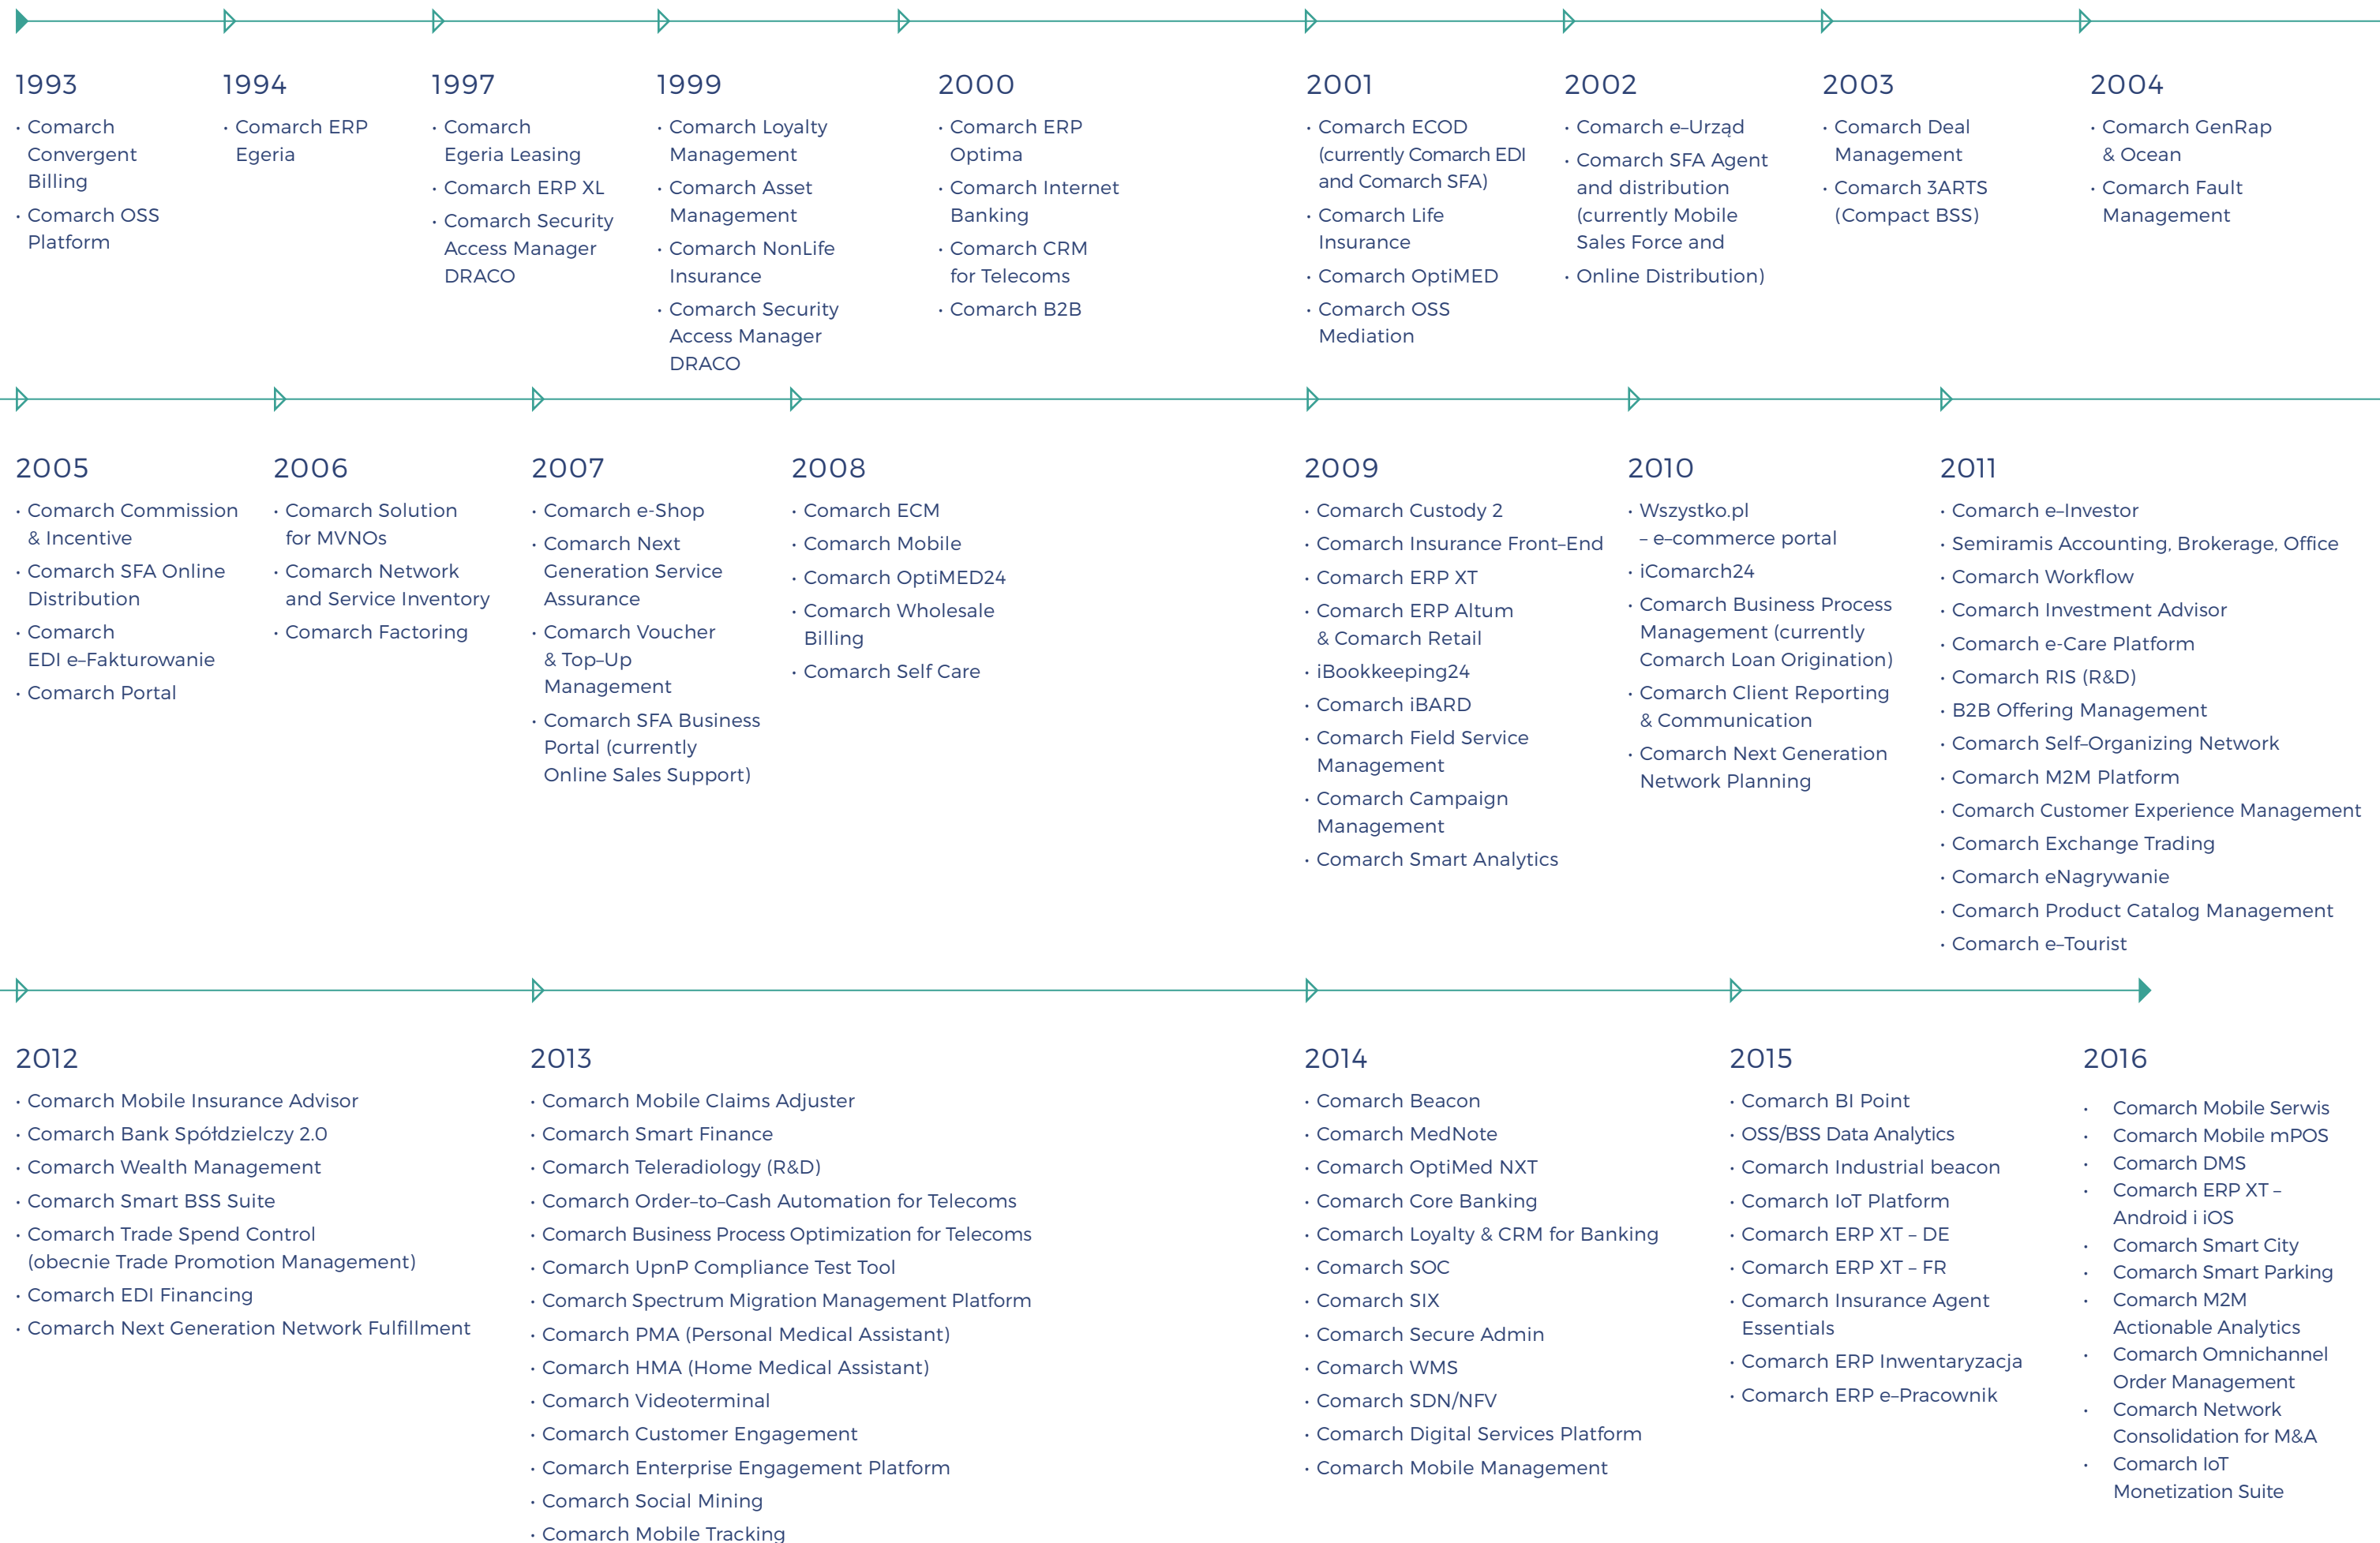 1993
· Comarch
Convergent
Billing
· Comarch OSS
Platform
1994
· Comarch ERP
Egeria
1997
· Comarch
Egeria Leasing
· Comarch ERP XL
· Comarch Security
Access Manager
DRACO
1999
· Comarch Loyalty
Management
· Comarch Asset
Management
· Comarch NonLife
Insurance
· Comarch Security
Access Manager
DRACO
2000
· Comarch ERP
Optima
· Comarch Internet
Banking
· Comarch CRM
for Telecoms
· Comarch B2B
2001
· Comarch ECOD
(currently Comarch EDI
and Comarch SFA)
· Comarch Life
Insurance
· Comarch OptiMED
· Comarch OSS
Mediation
2002
· Comarch e–Urząd
· Comarch SFA Agent
and distribution
(currently Mobile
Sales Force and
· Online Distribution)
2003
· Comarch Deal
Management
· Comarch 3ARTS
(Compact BSS)
2004
· Comarch GenRap
& Ocean
· Comarch Fault
Management
2005
· Comarch Commission
& Incentive
· Comarch SFA Online
Distribution
· Comarch
EDI e–Fakturowanie
· Comarch Portal
2006
· Comarch Solution
for MVNOs
· Comarch Network
and Service Inventory
· Comarch Factoring
2007
· Comarch e-Shop
· Comarch Next
Generation Service
Assurance
· Comarch Voucher
& Top–Up
Management
· Comarch SFA Business
Portal (currently
Online Sales Support)
2008
· Comarch ECM
· Comarch Mobile
· Comarch OptiMED24
· Comarch Wholesale
Billing
· Comarch Self Care
2009
· Comarch Custody 2
· Comarch Insurance Front–End
· Comarch ERP XT
· Comarch ERP Altum
& Comarch Retail
· iBookkeeping24
· Comarch iBARD
· Comarch Field Service
Management
· Comarch Campaign
Management
· Comarch Smart Analytics
2010
· Wszystko.pl
– e–commerce portal
· iComarch24
· Comarch Business Process
Management (currently
Comarch Loan Origination)
· Comarch Client Reporting
& Communication
· Comarch Next Generation
Network Planning
2011
· Comarch e–Investor
· Semiramis Accounting, Brokerage, Office
· Comarch Workflow
· Comarch Investment Advisor
· Comarch e-Care Platform
· Comarch RIS (R&D)
· B2B Offering Management
· Comarch Self–Organizing Network
· Comarch M2M Platform
· Comarch Customer Experience Management
· Comarch Exchange Trading
· Comarch eNagrywanie
· Comarch Product Catalog Management
· Comarch e–Tourist
2012
· Comarch Mobile Insurance Advisor
· Comarch Bank Spółdzielczy 2.0
· Comarch Wealth Management
· Comarch Smart BSS Suite
· Comarch Trade Spend Control
(obecnie Trade Promotion Management)
· Comarch EDI Financing
· Comarch Next Generation Network Fulfillment
2013
· Comarch Mobile Claims Adjuster
· Comarch Smart Finance
· Comarch Teleradiology (R&D)
· Comarch Order–to–Cash Automation for Telecoms
· Comarch Business Process Optimization for Telecoms
· Comarch UpnP Compliance Test Tool
· Comarch Spectrum Migration Management Platform
· Comarch PMA (Personal Medical Assistant)
· Comarch HMA (Home Medical Assistant)
· Comarch Videoterminal
· Comarch Customer Engagement
· Comarch Enterprise Engagement Platform
· Comarch Social Mining
· Comarch Mobile Tracking
2014
· Comarch Beacon
· Comarch MedNote
· Comarch OptiMed NXT
· Comarch Core Banking
· Comarch Loyalty & CRM for Banking
· Comarch SOC
· Comarch SIX
· Comarch Secure Admin
· Comarch WMS
· Comarch SDN/NFV
· Comarch Digital Services Platform
· Comarch Mobile Management
2015
· Comarch BI Point
· OSS/BSS Data Analytics
· Comarch Industrial beacon
· Comarch IoT Platform
· Comarch ERP XT – DE
· Comarch ERP XT – FR
· Comarch Insurance Agent
Essentials
· Comarch ERP Inwentaryzacja
· Comarch ERP e–Pracownik
2016
· Comarch Mobile Serwis
· Comarch Mobile mPOS
· Comarch DMS
· Comarch ERP XT –
Android i iOS
· Comarch Smart City
· Comarch Smart Parking
· Comarch M2M
Actionable Analytics
· Comarch Omnichannel
Order Management
· Comarch Network
Consolidation for M&A
· Comarch IoT
Monetization Suite